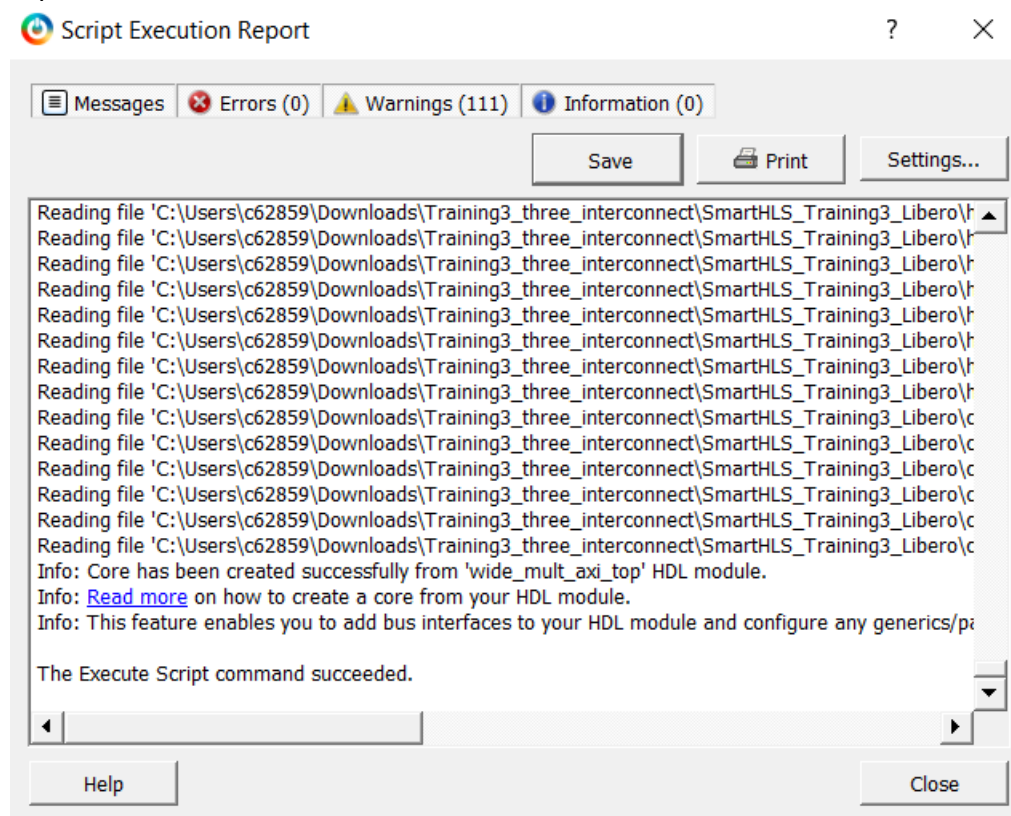 Script Execution Report ?
Messages Errors (0) Warnings (111) Information (0)
Save Print Settings...
Reading file 'C:\Users\c62859\Downloads\Training3_three_interconnect\SmartHLS_Training3_Libero\h
Reading file 'C:\Users\c62859\Downloads\Training3_three_interconnect\SmartHLS_Training3_Libero\h
Reading file 'C:\Users\c62859\Downloads\Training3_three_interconnect\SmartHLS_Training3_Libero\h
Reading file 'C:\Users\c62859\Downloads\Training3_three_interconnect\SmartHLS_Training3_Libero\h
Reading file 'C:\Users\c62859\Downloads\Training3_three_interconnect\SmartHLS_Training3_Libero\h
Reading file 'C:\Users\c62859\Downloads\Training3_three_interconnect\SmartHLS_Training3_Libero\h
Reading file 'C:\Users\c62859\Downloads\Training3_three_interconnect\SmartHLS_Training3_Libero\h
Reading file 'C:\Users\c62859\Downloads\Training3_three_interconnect\SmartHLS_Training3_Libero\h
Reading file 'C:\Users\c62859\Downloads\Training3_three_interconnect\SmartHLS_Training3_Libero\c
Reading file 'C:\Users\c62859\Downloads\Training3_three_interconnect\SmartHLS_Training3_Libero\c
Reading file 'C:\Users\c62859\Downloads\Training3_three_interconnect\SmartHLS_Training3_Libero\c
Reading file 'C:\Users\c62859\Downloads\Training3_three_interconnect\SmartHLS_Training3_Libero\c
Reading file 'C:\Users\c62859\Downloads\Training3_three_interconnect\SmartHLS_Training3_Libero\c
Reading file 'C:\Users\c62859\Downloads\Training3_three_interconnect\SmartHLS_Training3_Libero\c
Info: Core has been created successfully from 'wide_mult_axi_top' HDL module.
Info: Read more on how to create a core from your HDL module.
Info: This feature enables you to add bus interfaces to your HDL module and configure any generics/pa
The Execute Script command succeeded.
Help Close